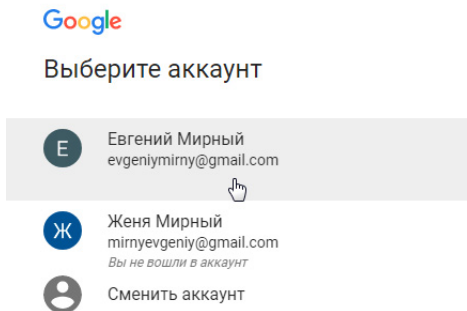 Google
Выберите аккаунт
Е
Евгений Мирный
evgeniymirny@gmail.com
Ж
Женя Мирный
mirnyevgeniy@gmail.com
Вы не вошли в аккаунт
Сменить аккаунт